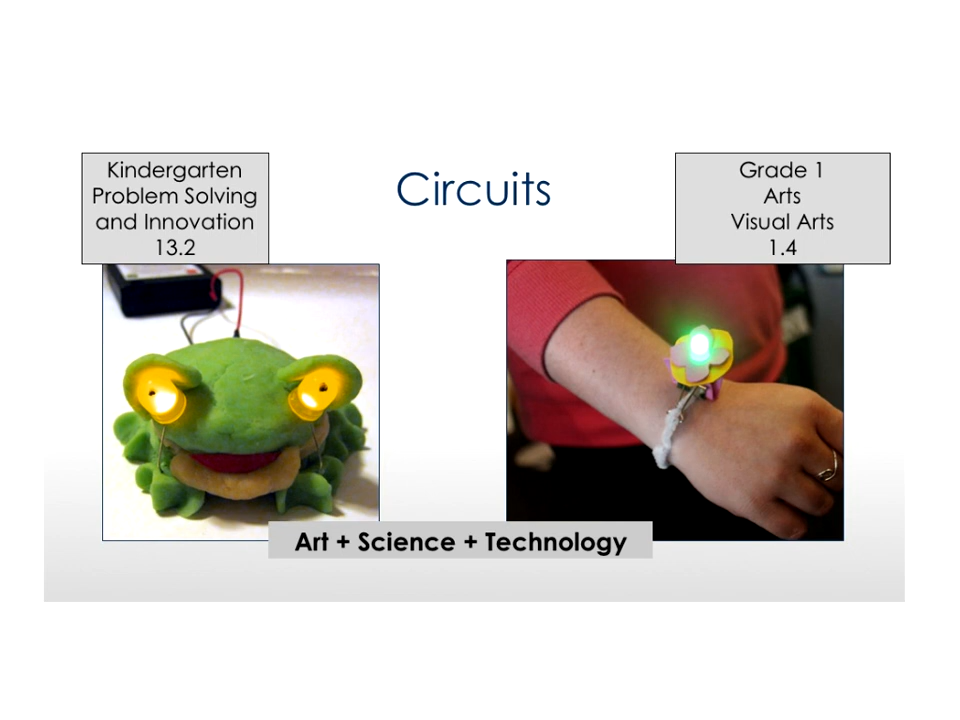 Kindergarten
Problem Solving
and Innovation
13.2
Circuits
Grade 1
Arts
Visual Arts
1.4
Art + Science + Technology